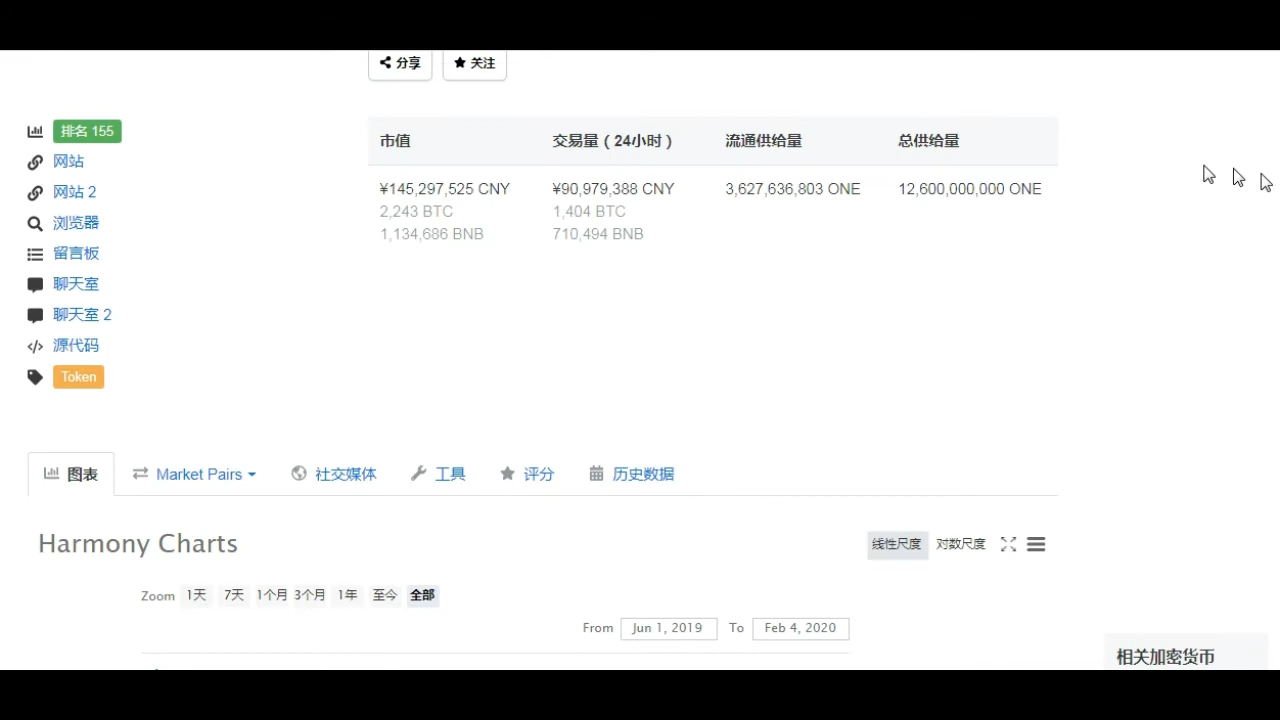 分享 关注
排名 155
网站
网站 2
浏览器
留言板
聊天室
聊天室 2
源代码
Token
市值 交易量（24小时） 流通供给量 总供给量
¥145,297,525 CNY ¥90,979,388 CNY 3,627,636,803 ONE 12,600,000,000 ONE
2,243 BTC 1,404 BTC
1,134,686 BNB 710,494 BNB
图表 Market Pairs 社交媒体 工具 评分 历史数据
Harmony Charts 线性尺度 对数尺度
Zoom 1天 7天 1个月 3个月 1年 至今 全部
From Jun 1, 2019 To Feb 4, 2020
相关加密货币